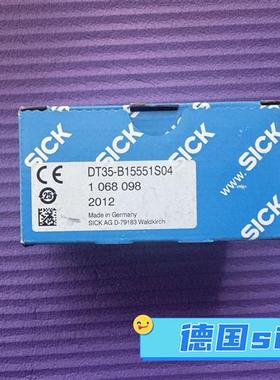 SICK
SICK
SICK
DT35-B15551S04
1 068 098
2012
Made in Germany
SICK AG D-79183 Waldkirch
CE
25
德国si